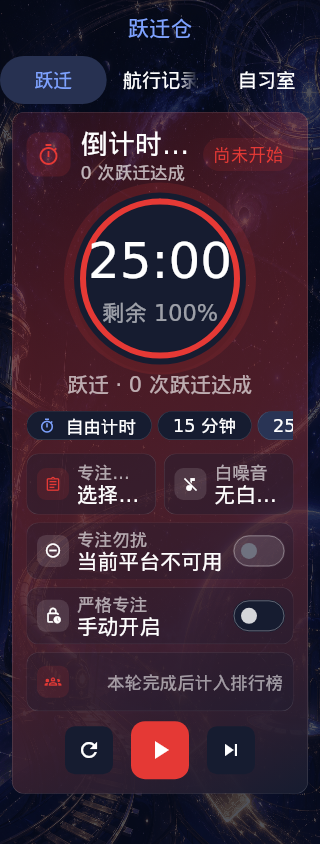 跃迁仓
跃迁
航行记录
自习室
倒计时...
尚未开始
0 次跃迁达成
25:00
剩余 100%
跃迁 · 0 次跃迁达成
自由计时
15 分钟
25
专注...
选择...
白噪音
无白...
专注勿扰
当前平台不可用
严格专注
手动开启
本轮完成后计入排行榜